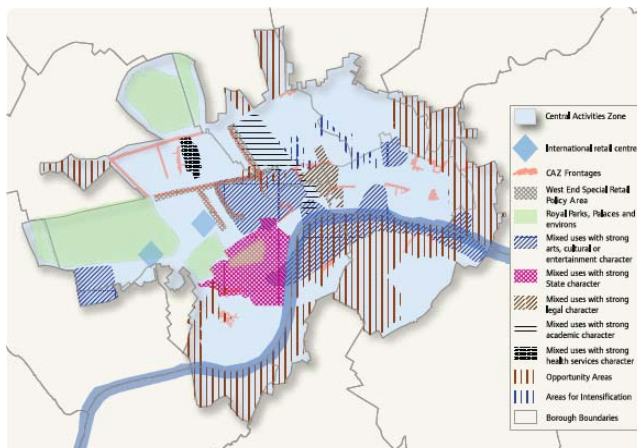 Central Activities Zone
International retail centre
CAZ Frontages
West End Special Retail
Policy Area
Royal Parks, Palaces and
environs
Mixed uses with strong
arts, cultural or
entertainment character
Mixed uses with strong
State character
Mixed uses with strong
legal character
Mixed uses with strong
academic character
Mixed uses with strong
health services character
Opportunity Areas
Areas for Intensification
Borough Boundaries